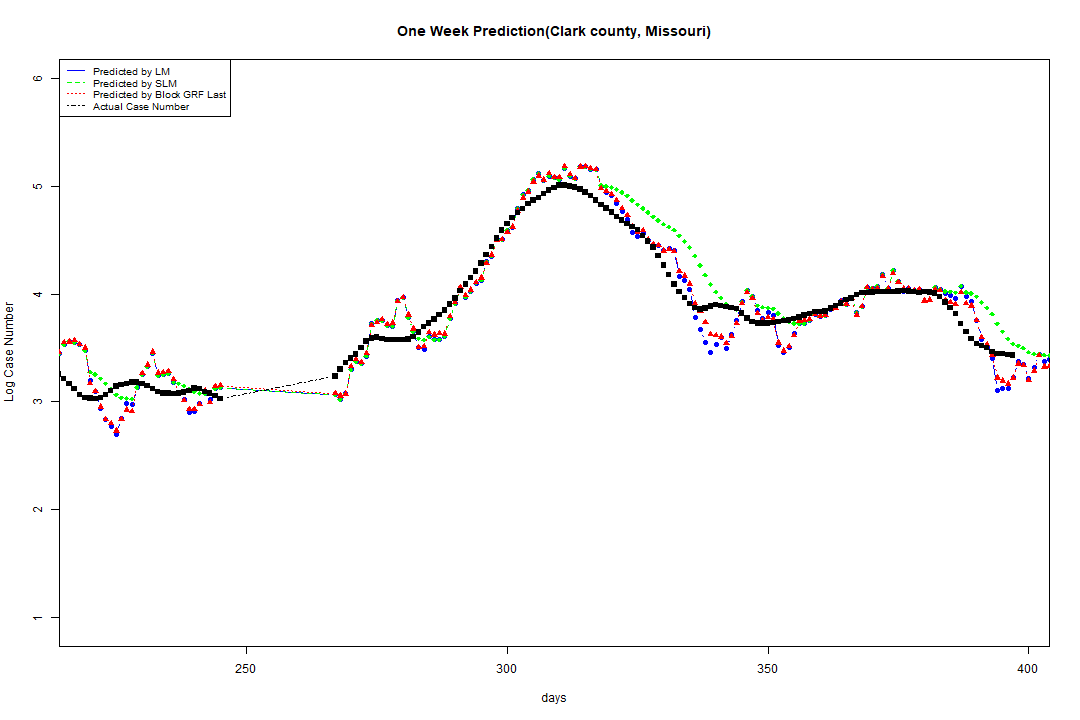 One Week Prediction(Clark county, Missouri)
Predicted by LM
Predicted by SLM
Predicted by Block GRF Last
Actual Case Number
6
5
4
3
2
1
Log Case Number
250
300
350
400
days